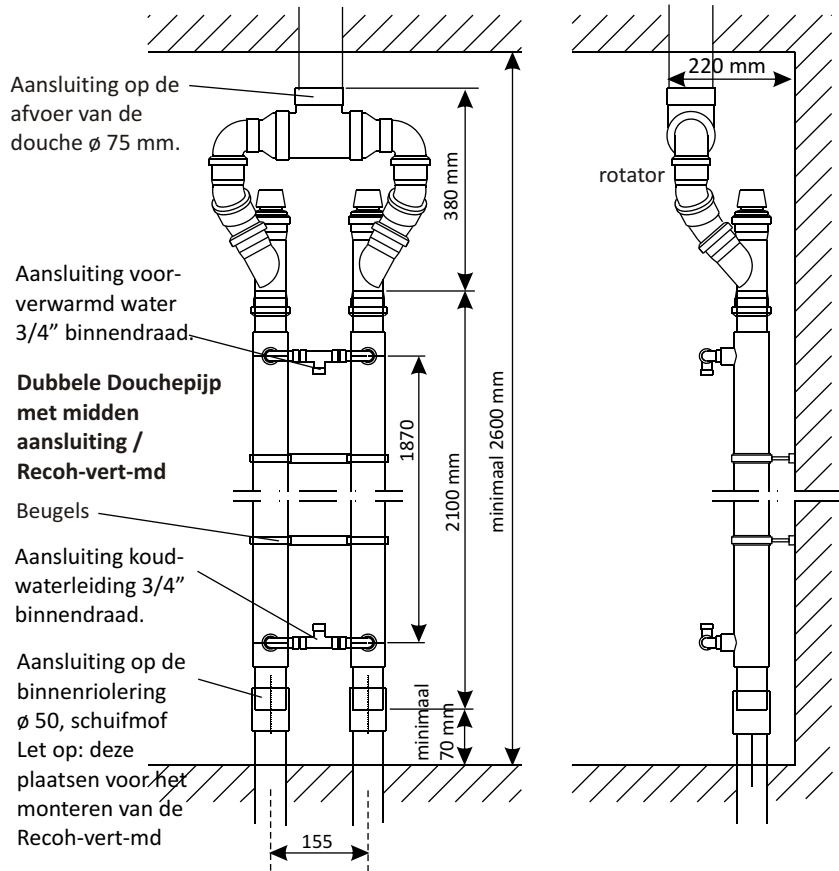 Aansluiting op de
afvoer van de
douche ø 75 mm.
Aansluiting voor-
verwarmd water
3/4” binnendraad.
Dubbele Douchepijp
met midden
aansluiting /
Recoh-vert-md
Beugels
Aansluiting koud-
waterleiding 3/4”
binnendraad.
Aansluiting op de
binnenriolering
ø 50, schuifmof
Let op: deze
plaatsen voor het
monteren van de
Recoh-vert-md
380 mm
1870
2100 mm
minimaal 2600 mm
minimaal
70 mm
155
220 mm
rotator